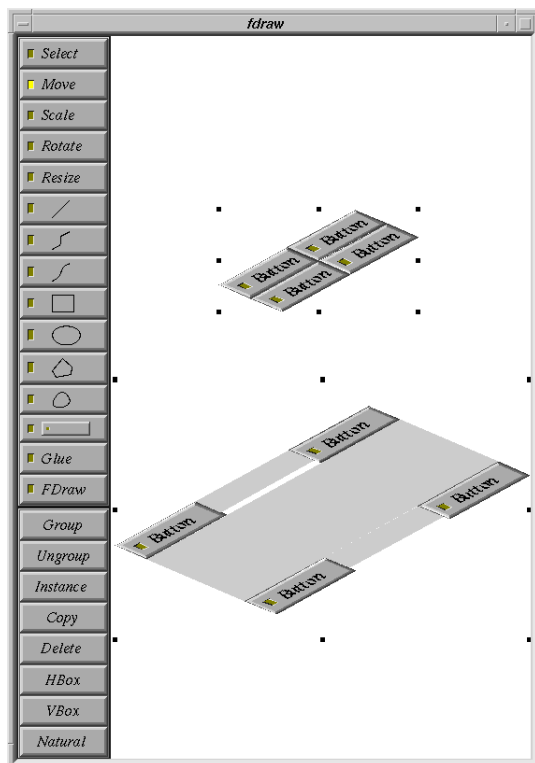 fdraw
Select
Move
Scale
Rotate
Resize
Glue
FDraw
Group
Ungroup
Instance
Copy
Delete
HBox
VBox
Natural
Button
Button
Button
Button
Button
Button
Button
Button